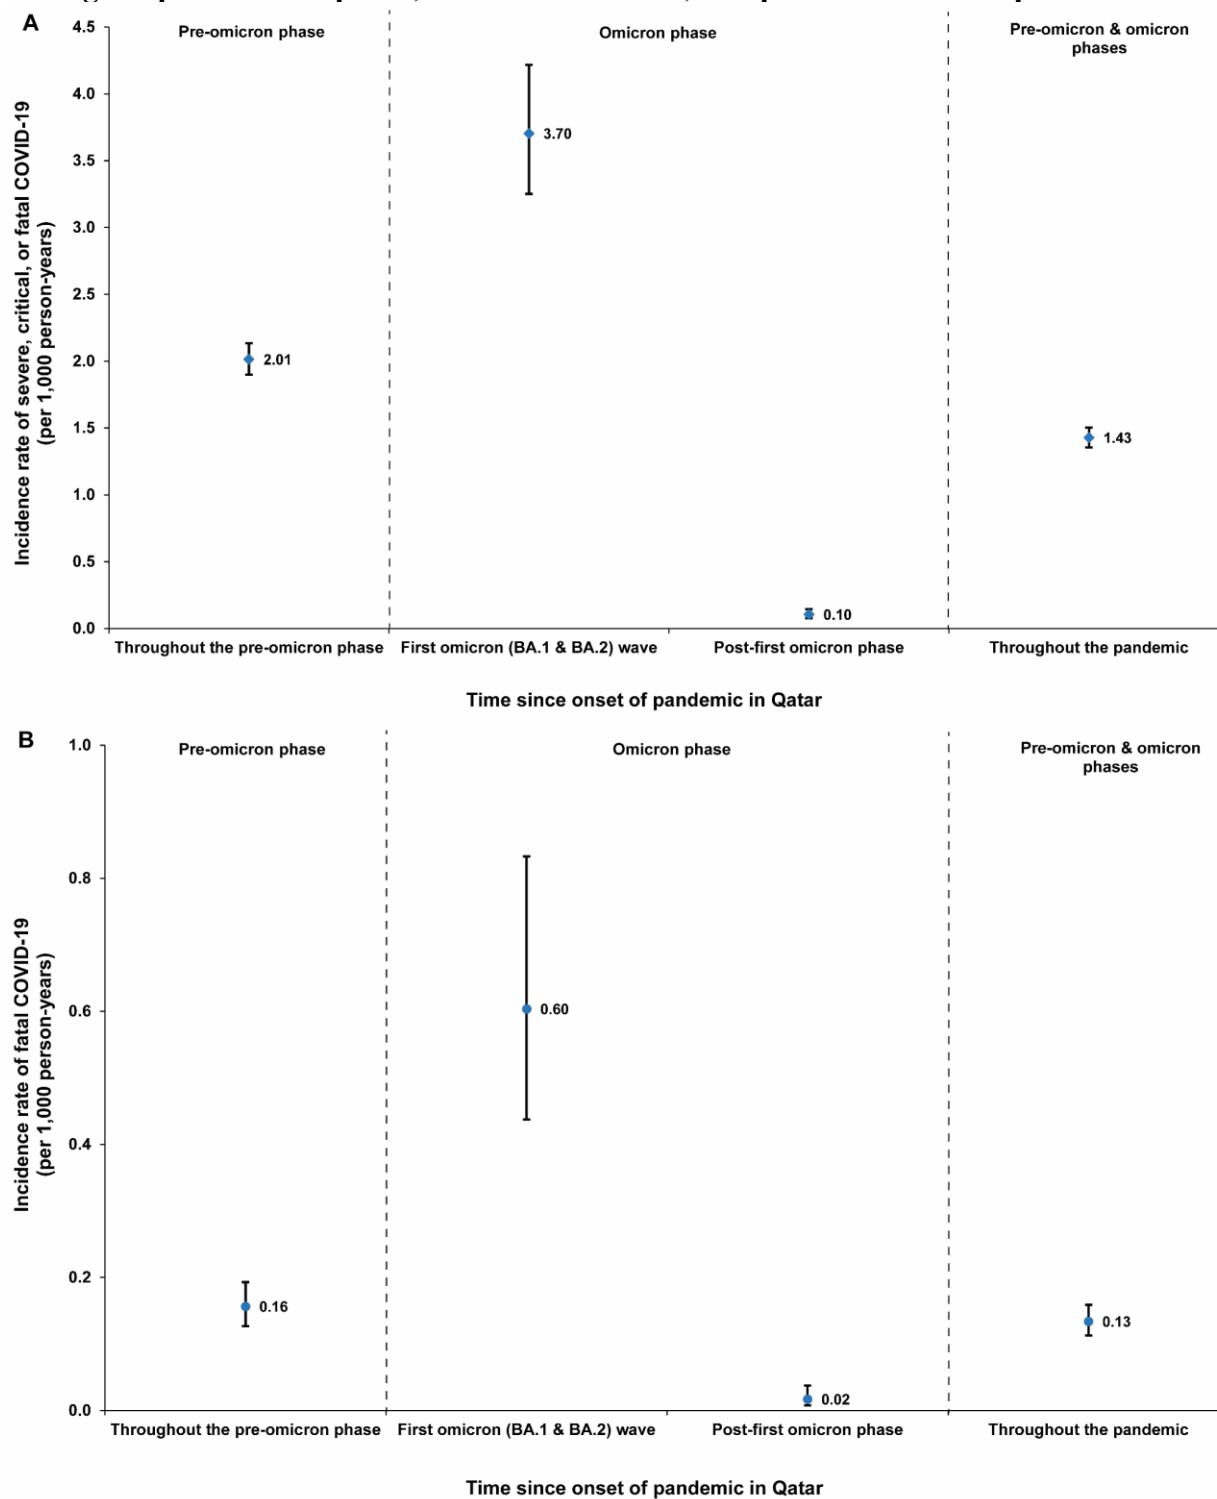 A
Pre-omicron phase
Omicron phase
Pre-omicron & omicron
phases
Incidence rate of severe, critical, or fatal COVID-19
(per 1,000 person-years)
4.5
4.0
3.5
3.0
2.5
2.0
1.5
1.0
0.5
0.0
2.01
3.70
0.10
1.43
Throughout the pre-omicron phase
First omicron (BA.1 & BA.2) wave
Post-first omicron phase
Throughout the pandemic
Time since onset of pandemic in Qatar
B
Pre-omicron phase
Omicron phase
Pre-omicron & omicron
phases
Incidence rate of fatal COVID-19
(per 1,000 person-years)
1.0
0.8
0.6
0.4
0.2
0.0
0.16
0.60
0.02
0.13
Throughout the pre-omicron phase
First omicron (BA.1 & BA.2) wave
Post-first omicron phase
Throughout the pandemic
Time since onset of pandemic in Qatar